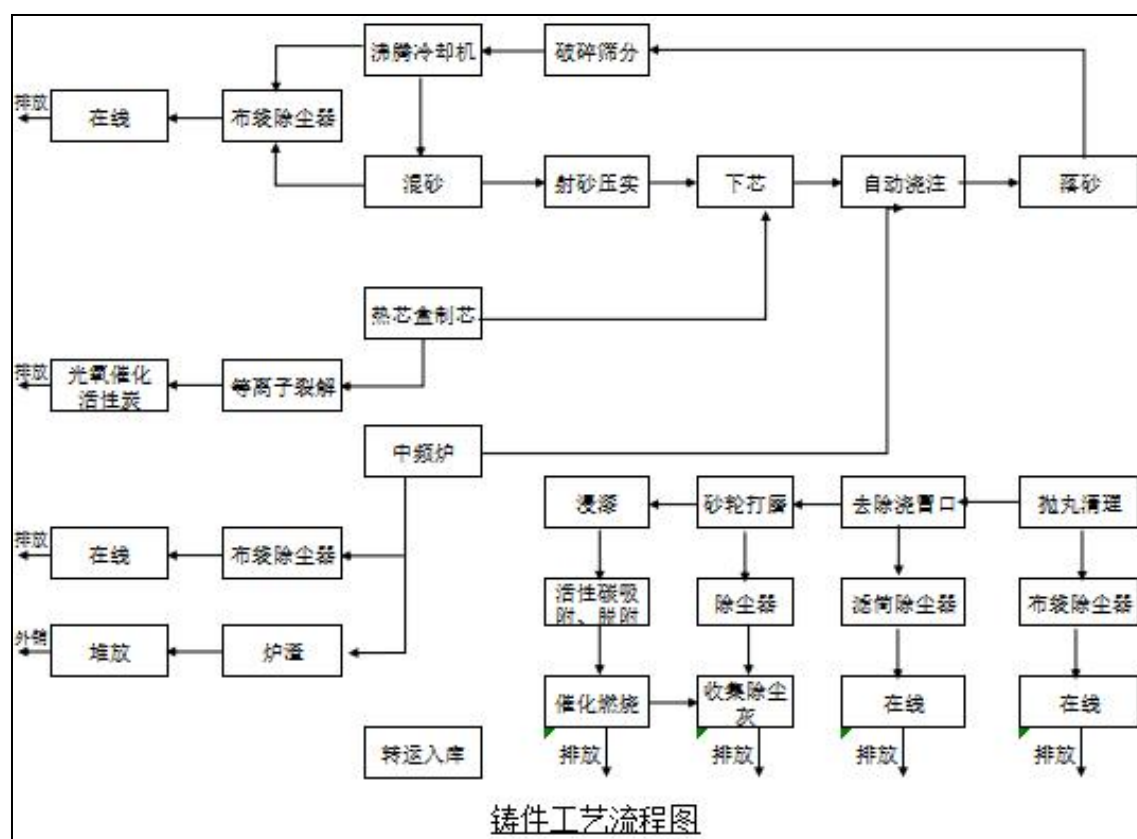 沸腾冷却机
破碎筛分
排放
在线
布袋除尘器
混砂
射砂压实
下芯
自动浇注
落砂
热芯盒制芯
排放
光氧催化
活性炭
等离子裂解
中频炉
浸漆
砂轮打磨
去除浇冒口
抛丸清理
排放
在线
布袋除尘器
活性碳吸
附、脱附
除尘器
滤筒除尘器
布袋除尘器
外销
堆放
炉渣
催化燃烧
收集除尘
灰
在线
在线
转运入库
排放
排放
排放
排放
铸件工艺流程图